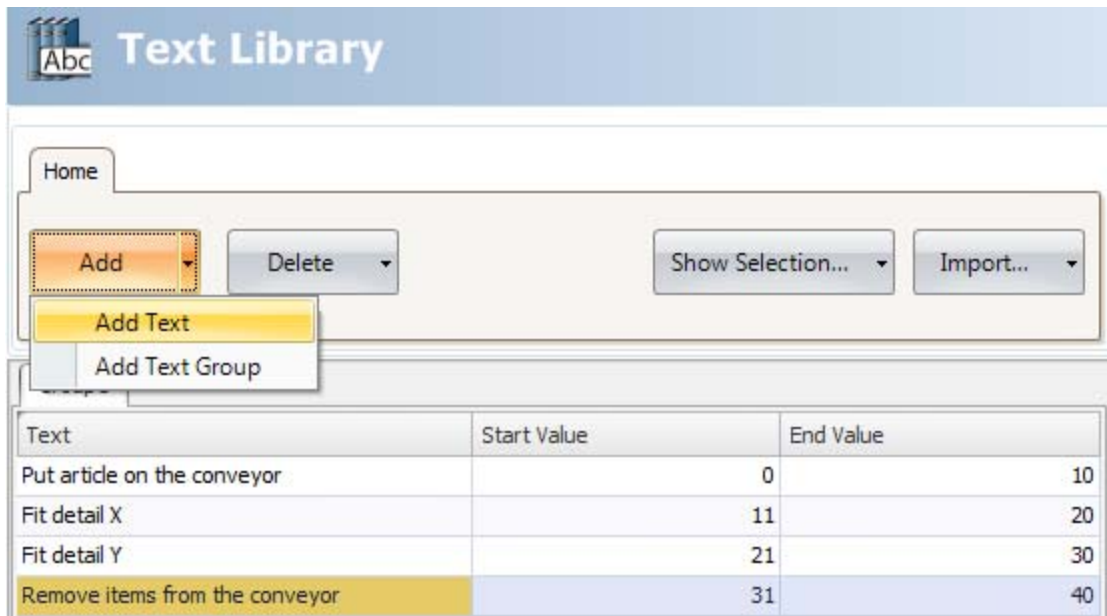 Abc
Text Library
Home
Add
Delete
Show Selection...
Import...
Add Text
Add Text Group
Text Start Value End Value
Put article on the conveyor 0 10
Fit detail X 11 20
Fit detail Y 21 30
Remove items from the conveyor 31 40